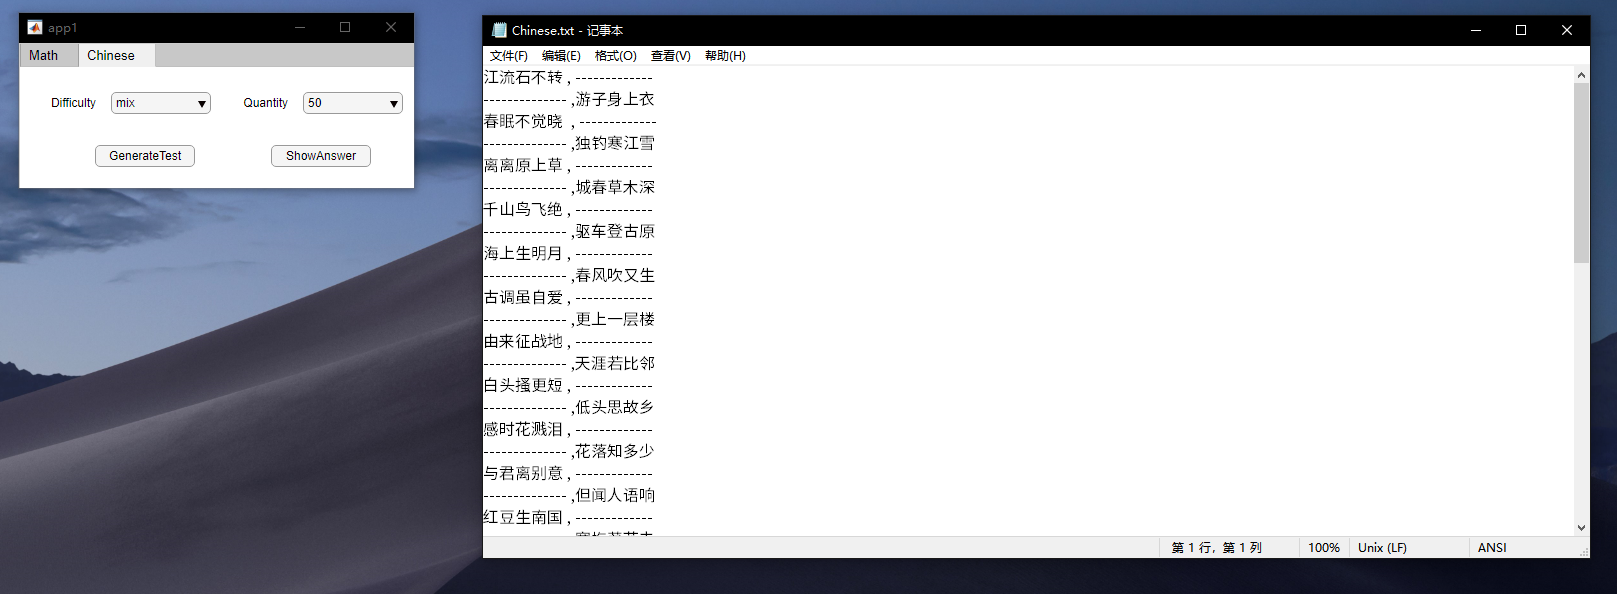 app1
Math Chinese
Difficulty mix Quantity 50
GenerateTest ShowAnswer
Chinese.txt - 记事本
文件(F) 编辑(E) 格式(O) 查看(V) 帮助(H)
江流石不转 , -------------
-------------- ,游子身上衣
春眠不觉晓 , -------------
-------------- ,独钓寒江雪
离离原上草 , -------------
-------------- ,城春草木深
千山鸟飞绝 , -------------
-------------- ,驱车登古原
海上生明月 , -------------
-------------- ,春风吹又生
古调虽自爱 , -------------
-------------- ,更上一层楼
由来征战地 , -------------
-------------- ,天涯若比邻
白头搔更短 , -------------
-------------- ,低头思故乡
感时花溅泪 , -------------
-------------- ,花落知多少
与君离别意 , -------------
-------------- ,但闻人语响
红豆生南国 , -------------
第 1 行，第 1 列 100% Unix (LF) ANSI